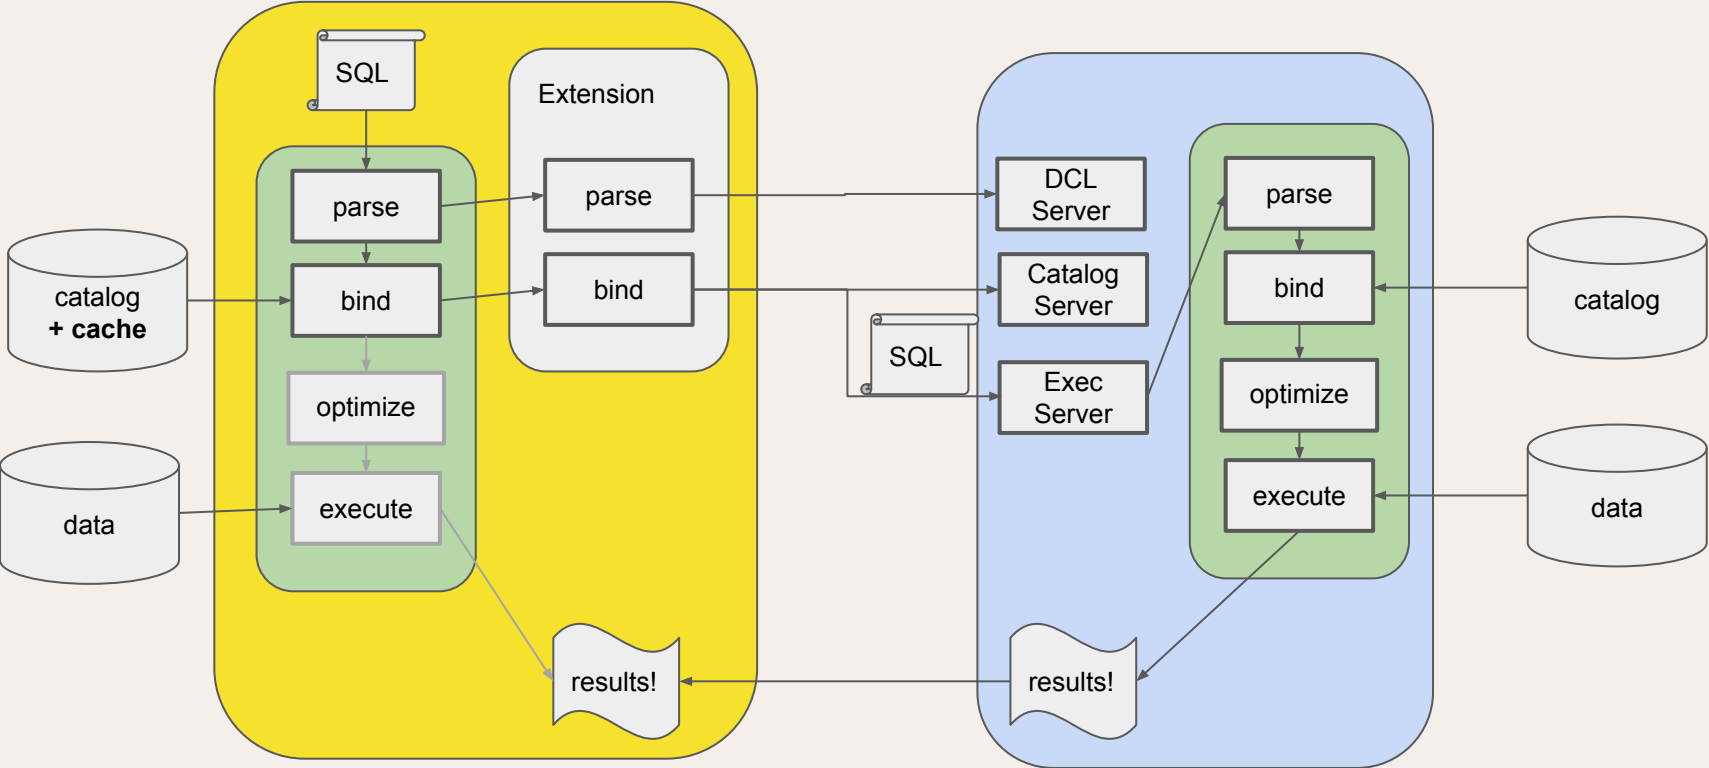 SQL
Extension
parse
parse
bind
bind
optimize
execute
catalog
+ cache
data
results!
SQL
DCL
Server
Catalog
Server
Exec
Server
parse
bind
optimize
execute
catalog
data
results!